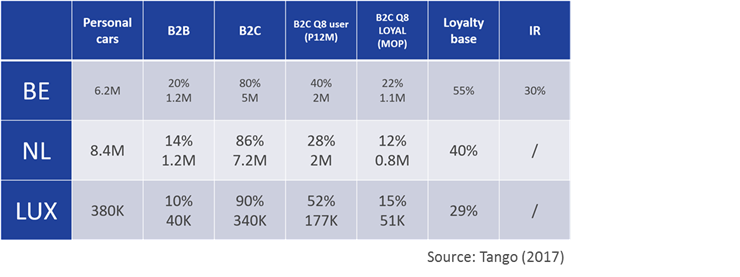 Personal cars B2B B2C B2C Q8 user (P12M) B2C Q8 LOYAL (MOP) Loyalty base IR
BE 6.2M 20% 1.2M 80% 5M 40% 2M 22% 1.1M 55% 30%
NL 8.4M 14% 1.2M 86% 7.2M 28% 2M 12% 0.8M 40% /
LUX 380K 10% 40K 90% 340K 52% 177K 15% 51K 29% /
Source: Tango (2017)